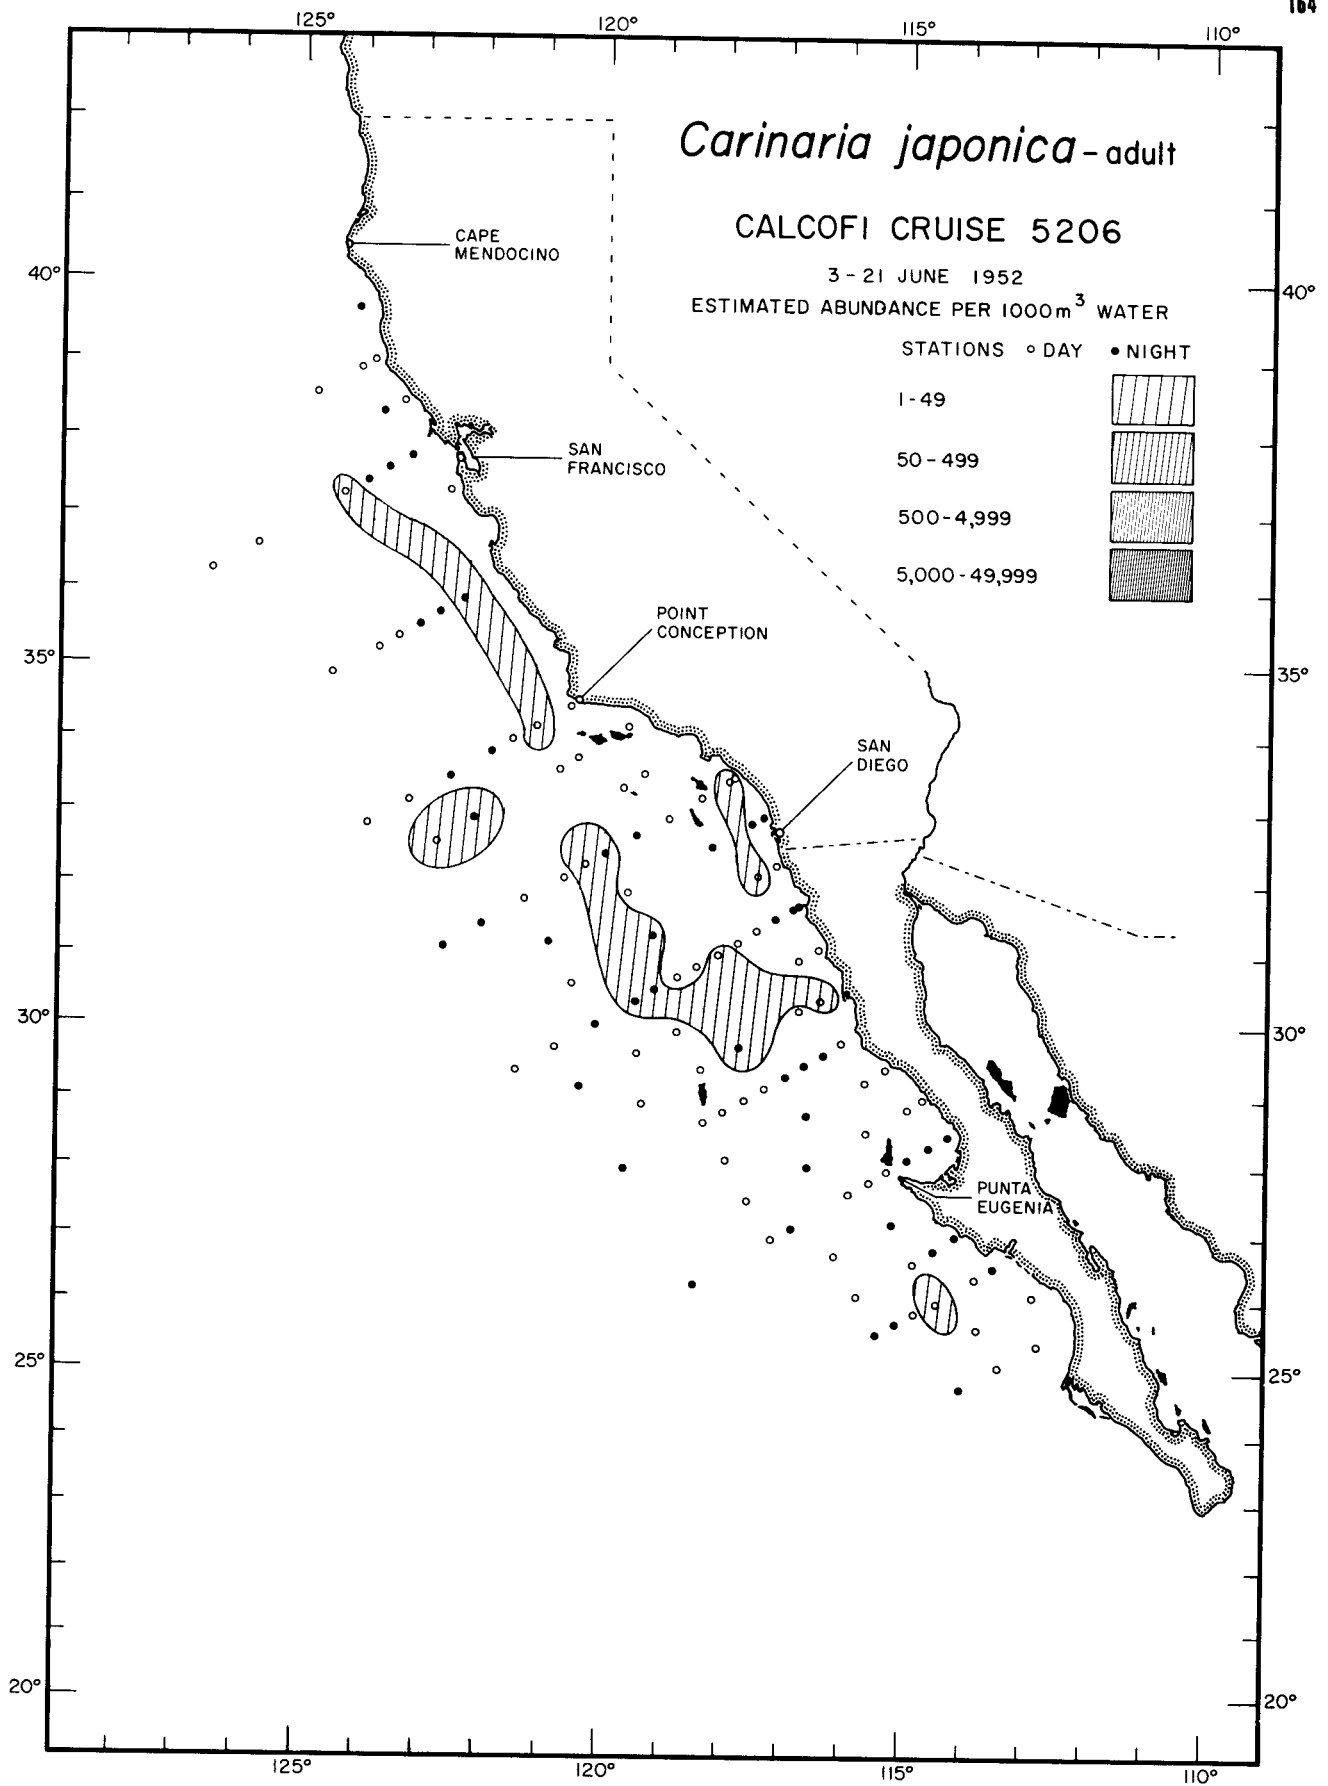 164
125° 120° 115° 110°
Carinaria japonica - adult
CALCOFI CRUISE 5206
3 - 21 JUNE 1952
ESTIMATED ABUNDANCE PER 1000m³ WATER
STATIONS ○ DAY ● NIGHT
1 - 49
50 - 499
500 - 4,999
5,000 - 49,999
CAPE
MENDOCINO
40° 40°
SAN
FRANCISCO
POINT
CONCEPTION
35° 35°
SAN
DIEGO
30° 30°
PUNTA
EUGENIA
25° 25°
20° 20°
125° 120° 115° 110°